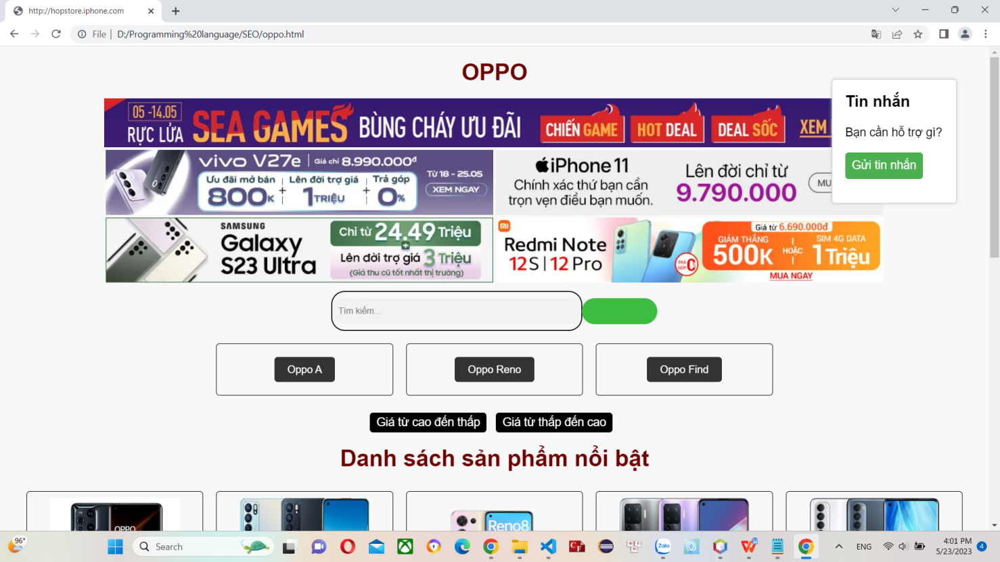 http://hopstore.iphone.com
File | D:/Programming%20language/SEO/oppo.html
OPPO
Tin nhắn
Bạn cần hỗ trợ gì?
Gửi tin nhắn
05 -14.05
RỰC LỬA
SEA GAMES
BÙNG CHÁY ƯU ĐÃI
CHIẾN GAME
HOT DEAL
DEAL SỐC
XEM
vivo V27e
Giá chỉ 8.990.000đ
Ưu đãi mở bán
800K
+
Lên đời trợ giá
1TRIỆU
+
Trả góp
0%
Từ 18 - 25.05
XEM NGAY
iPhone 11
Chính xác thứ bạn cần
trọn vẹn điều bạn muốn.
Lên đời chỉ từ
9.790.000
MU
SAMSUNG
Galaxy
S23 Ultra
Chỉ từ 24.49 Triệu
+
Lên đời trợ giá 3 Triệu
(Giá thu cũ tốt nhất thị trường)
mi
Redmi Note
12S | 12 Pro
TRẢ GÓP 0%
Giá từ 6.690.000đ
GIẢM THẲNG
500K
HOẶC
SIM 4G DATA
1 Triệu
MUA NGAY
Tìm kiếm...
Oppo A
Oppo Reno
Oppo Find
Giá từ cao đến thấp
Giá từ thấp đến cao
Danh sách sản phẩm nổi bật
OPPO
Reno8
96°
Search
Zalo
ENG
4:01 PM
5/23/2023
4